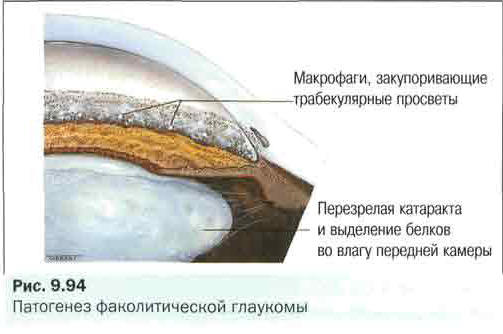 Макрофаги, закупоривающие
трабекулярные просветы
Перезрелая катаракта
и выделение белков
во влагу передней камеры
Рис. 9.94
Патогенез факолитической глаукомы